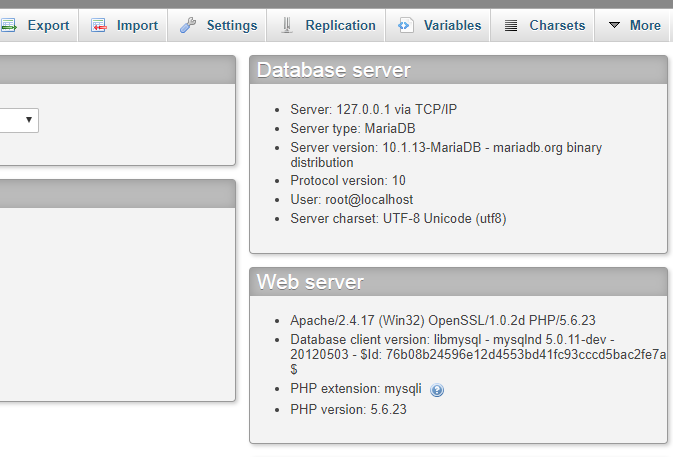 Export Import Settings Replication Variables Charsets More
Database server
Server: 127.0.0.1 via TCP/IP
Server type: MariaDB
Server version: 10.1.13-MariaDB - mariadb.org binary
distribution
Protocol version: 10
User: root@localhost
Server charset: UTF-8 Unicode (utf8)
Web server
Apache/2.4.17 (Win32) OpenSSL/1.0.2d PHP/5.6.23
Database client version: libmysql - mysqlnd 5.0.11-dev -
20120503 - $Id: 76b08b24596e12d4553bd41fc93cccd5bac2fe7a
$
PHP extension: mysqli
PHP version: 5.6.23